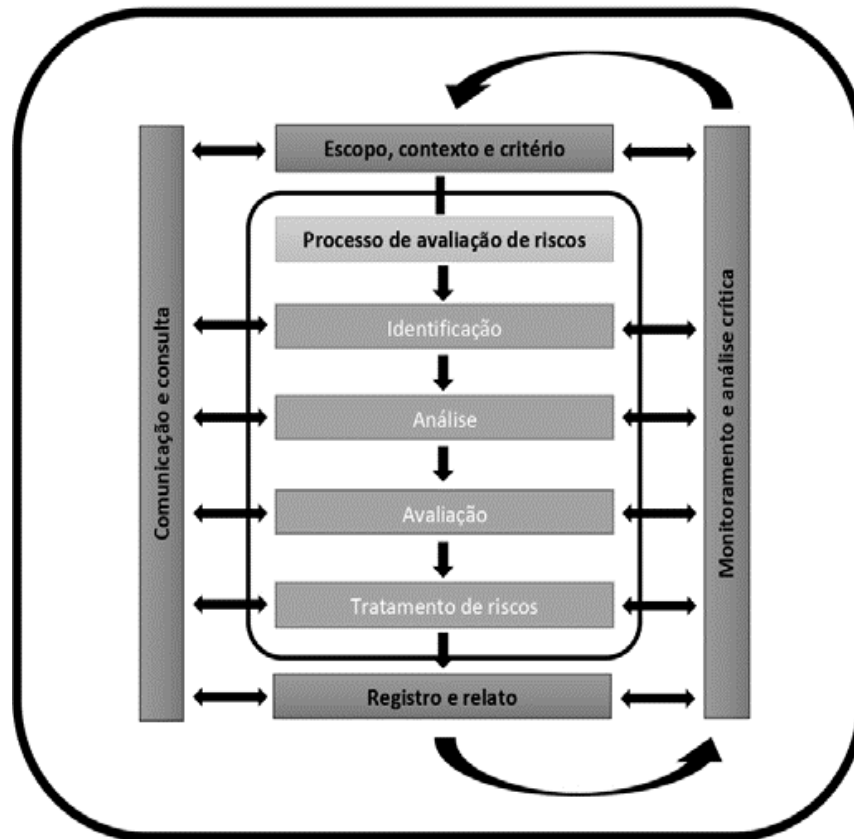 Escopo, contexto e critério
Processo de avaliação de riscos
Identificação
Análise
Avaliação
Tratamento de riscos
Registro e relato
Comunicação e consulta
Monitoramento e análise crítica